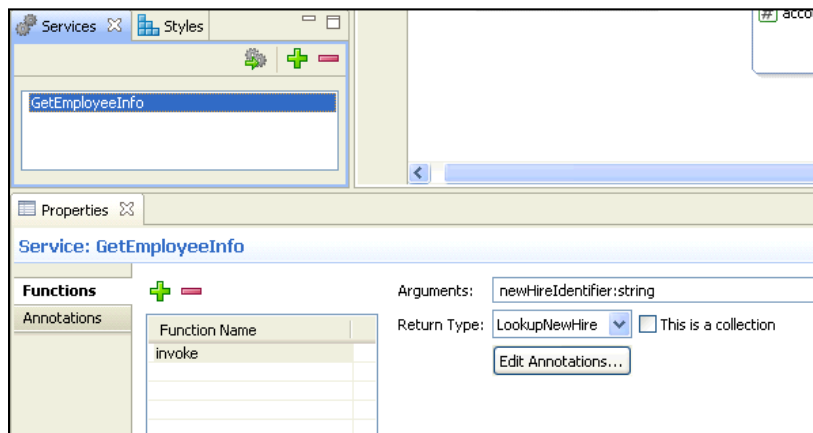 Services Styles
# acco
GetEmployeeInfo
Properties
Service: GetEmployeeInfo
Functions
Annotations
Function Name
invoke
Arguments: newHireIdentifier:string
Return Type: LookupNewHire This is a collection
Edit Annotations...